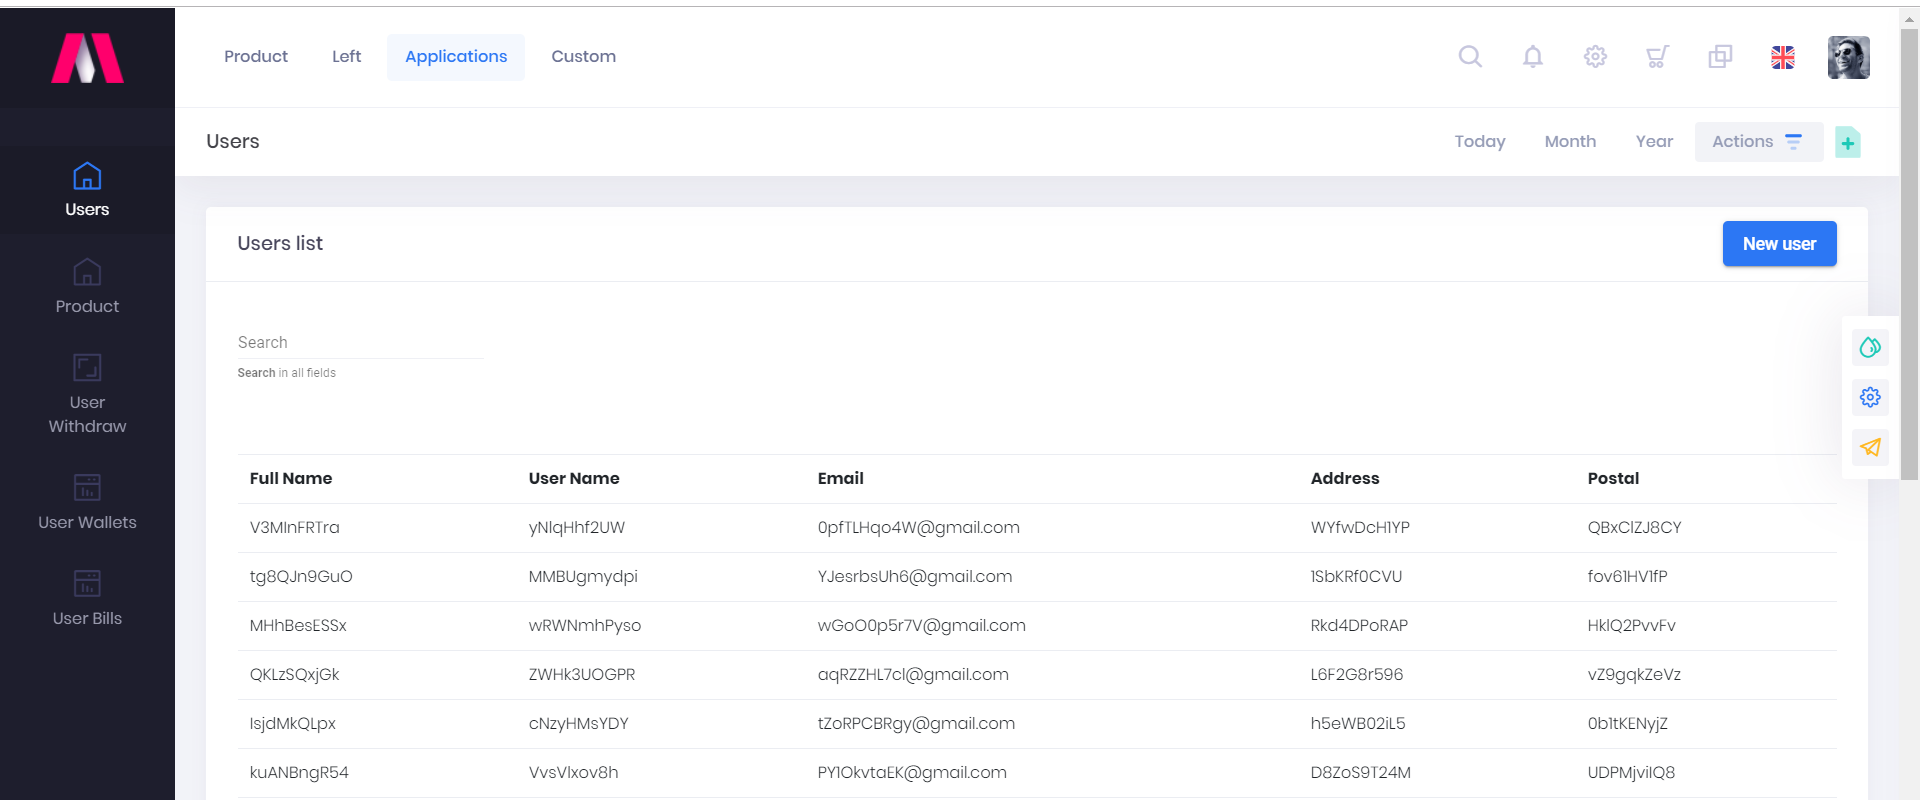 Product Left Applications Custom
Users
Today Month Year Actions
Users
Product
User
Withdraw
User Wallets
User Bills
Users list
New user
Search
Search in all fields
Full Name User Name Email Address Postal
V3MInFRTra yNlqHhf2UW 0pfTLHqo4W@gmail.com WYfwDcH1YP QBxClZJ8CY
tg8QJn9GuO MMBUgmydpi YJesrbsUh6@gmail.com 1SbKRf0CVU fov61HV1fP
MHhBesESSx wRWNmhPyso wGoO0p5r7V@gmail.com Rkd4DPoRAP HklQ2PvvFv
QKLzSQxjGk ZWHk3UOGPR aqRZZHL7cl@gmail.com L6F2G8r596 vZ9gqkZeVz
IsjdMkQLpx cNzyHMsYDY tZoRPCBRgy@gmail.com h5eWB02iL5 0b1tKENyjZ
kuANBngR54 VvsVlxov8h PY1OkvtaEK@gmail.com D8ZoS9T24M UDPMjviIQ8